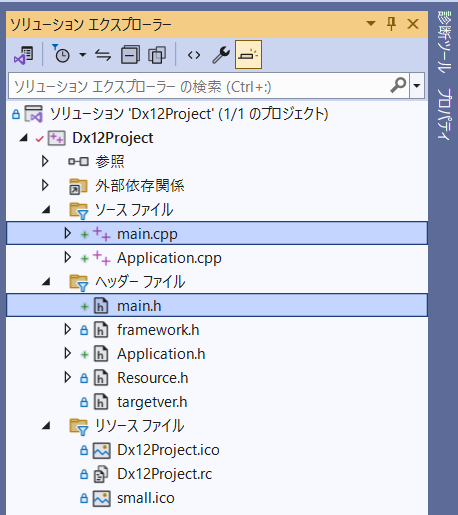 ソリューション エクスプローラー
ソリューション エクスプローラー の検索 (Ctrl+:)
ソリューション 'Dx12Project' (1/1 のプロジェクト)
Dx12Project
参照
外部依存関係
ソース ファイル
main.cpp
Application.cpp
ヘッダー ファイル
main.h
framework.h
Application.h
Resource.h
targetver.h
リソース ファイル
Dx12Project.ico
Dx12Project.rc
small.ico
診断ツール
プロパティ